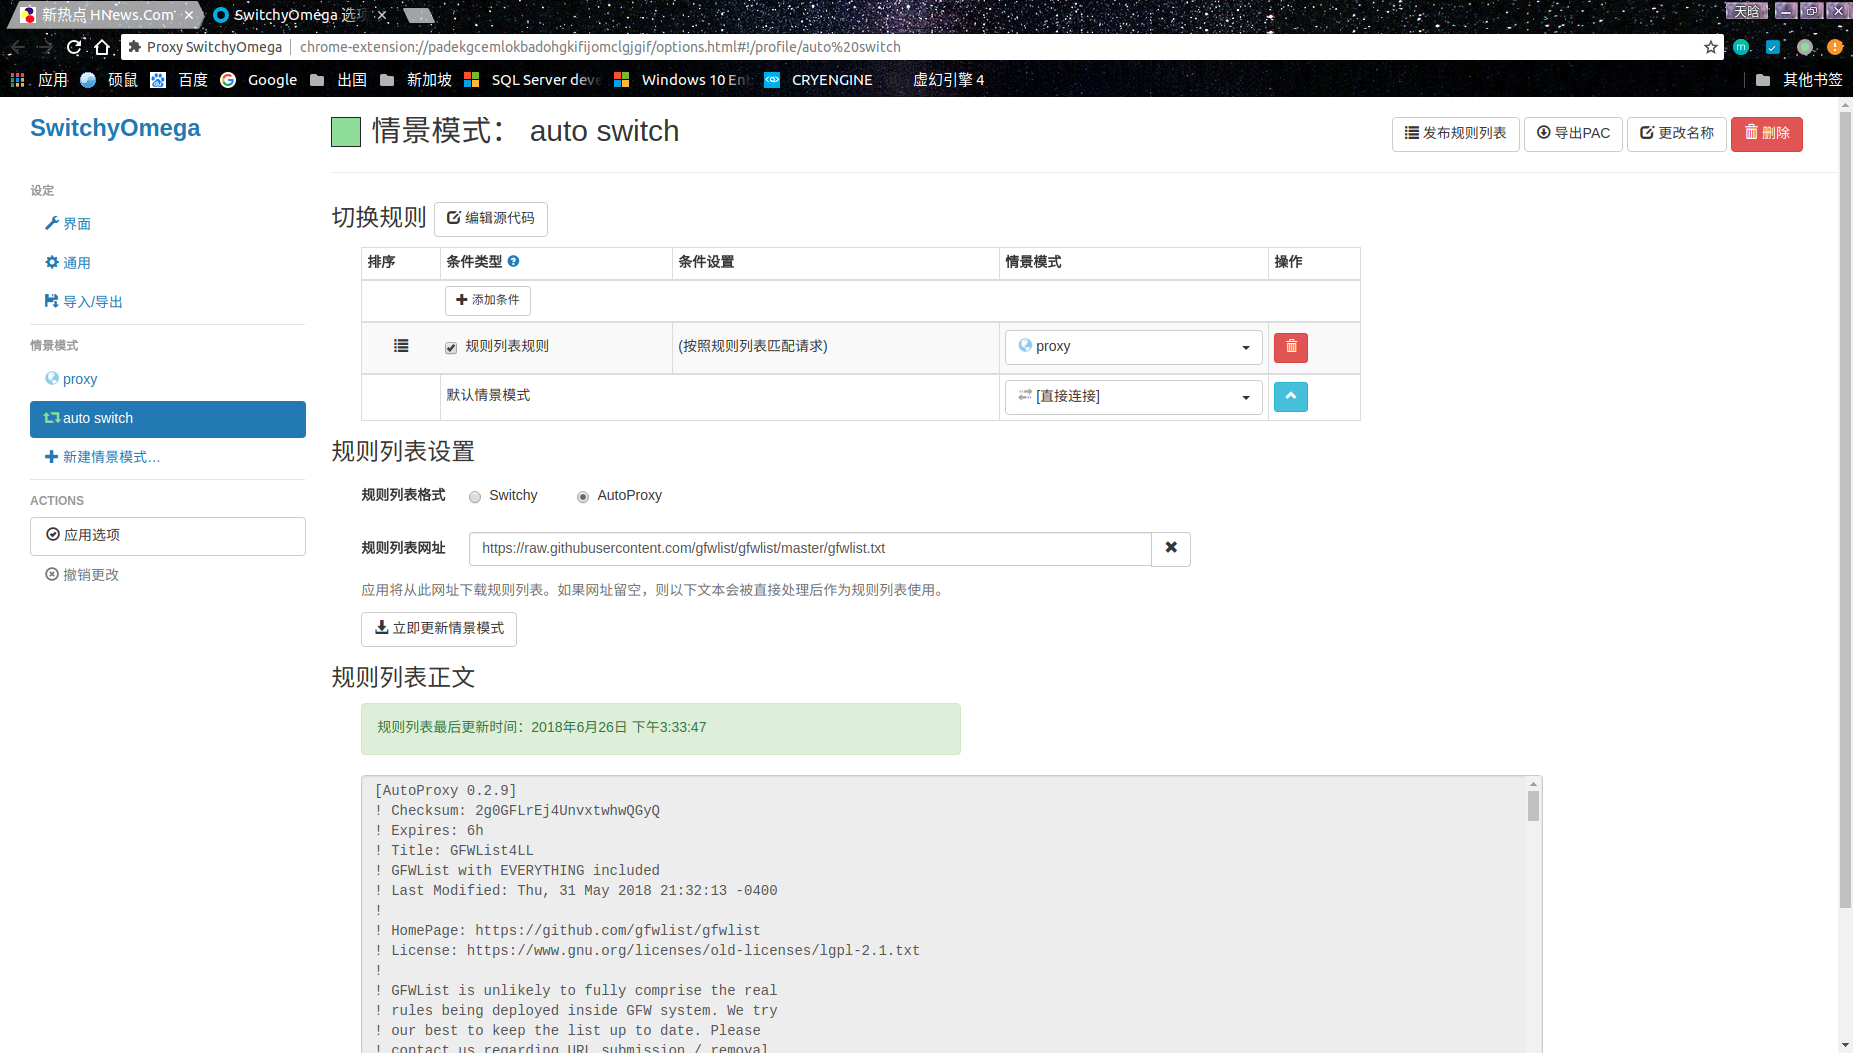 新热点 HNews.Com
SwitchyOmega 选项
天晗
Proxy SwitchyOmega
chrome-extension://padekgcemlokbadohgkifijomclgjgif/options.html#!/profile/auto%20switch
应用
硕鼠
百度
Google
出国
新加坡
SQL Server deve
Windows 10 En
CRYENGINE
虚幻引擎 4
其他书签
SwitchyOmega
设定
界面
通用
导入/导出
情景模式
proxy
auto switch
新建情景模式…
ACTIONS
应用选项
撤销更改
情景模式： auto switch
发布规则列表
导出PAC
更改名称
删除
切换规则
编辑源代码
排序 条件类型 条件设置 情景模式 操作
添加条件
规则列表规则 (按照规则列表匹配请求) proxy
默认情景模式 [直接连接]
规则列表设置
规则列表格式 Switchy AutoProxy
规则列表网址 https://raw.githubusercontent.com/gfwlist/gfwlist/master/gfwlist.txt
应用将从此网址下载规则列表。如果网址留空，则以下文本会被直接处理后作为规则列表使用。
立即更新情景模式
规则列表正文
规则列表最后更新时间：2018年6月26日 下午3:33:47
[AutoProxy 0.2.9]
! Checksum: 2g0GFLrEj4UnvxtwhwQGyQ
! Expires: 6h
! Title: GFWList4LL
! GFWList with EVERYTHING included
! Last Modified: Thu, 31 May 2018 21:32:13 -0400
!
! HomePage: https://github.com/gfwlist/gfwlist
! License: https://www.gnu.org/licenses/old-licenses/lgpl-2.1.txt
!
! GFWList is unlikely to fully comprise the real
! rules being deployed inside GFW system. We try
! our best to keep the list up to date. Please
! contact us regarding URL submission / removal